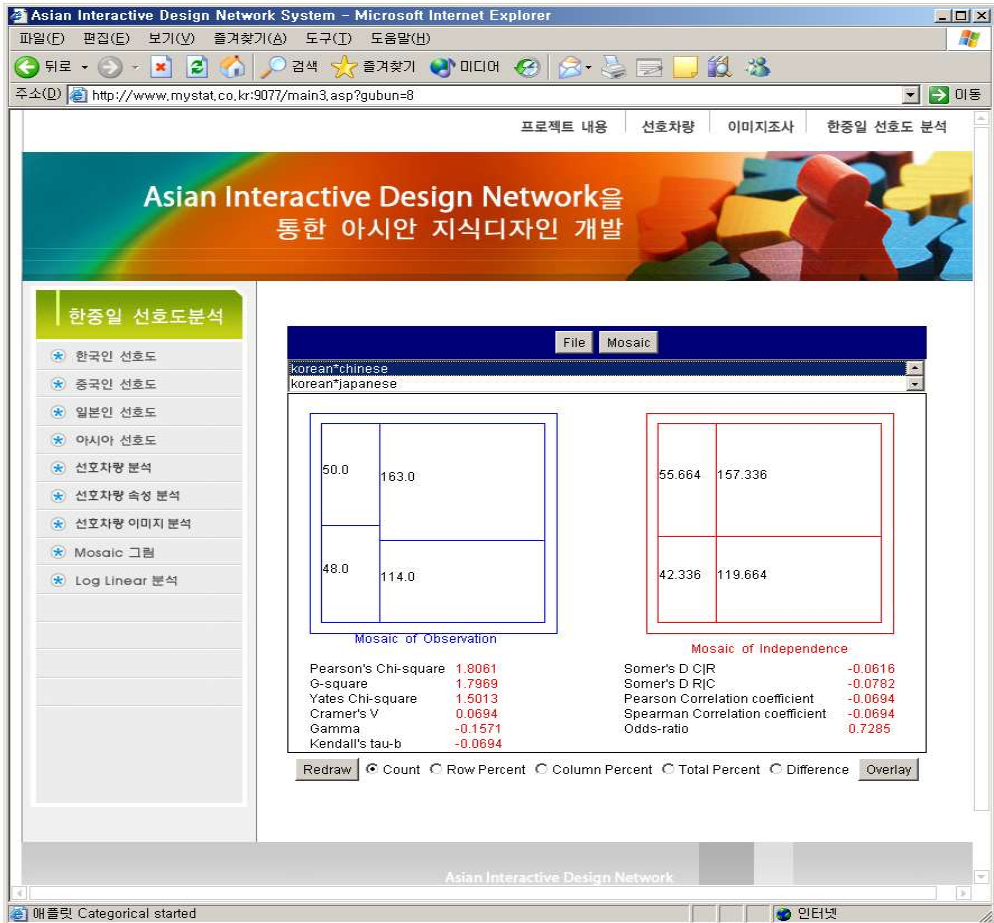 Asian Interactive Design Network System - Microsoft Internet Explorer
파일(F) 편집(E) 보기(V) 즐겨찾기(A) 도구(T) 도움말(H)
뒤로 검색 즐겨찾기 미디어
주소(D) http://www.mystat.co.kr:9077/main3.asp?gubun=8 이동
프로젝트 내용 선호차량 이미지조사 한중일 선호도 분석
Asian Interactive Design Network을
통한 아시안 지식디자인 개발
한중일 선호도분석
한국인 선호도
중국인 선호도
일본인 선호도
아시아 선호도
선호차량 분석
선호차량 속성 분석
선호차량 이미지 분석
Mosaic 그림
Log Linear 분석
File Mosaic
korean*chinese
korean*japanese
50.0 163.0
48.0 114.0
Mosaic of Observation
55.664 157.336
42.336 119.664
Mosaic of Independence
Pearson's Chi-square 1.8061
G-square 1.7969
Yates Chi-square 1.5013
Cramer's V 0.0694
Gamma -0.1571
Kendall's tau-b -0.0694
Somer's D C|R -0.0616
Somer's D R|C -0.0782
Pearson Correlation coefficient -0.0694
Spearman Correlation coefficient -0.0694
Odds-ratio 0.7285
Redraw Count Row Percent Column Percent Total Percent Difference Overlay
Asian Interactive Design Network
애플릿 Categorical started 인터넷